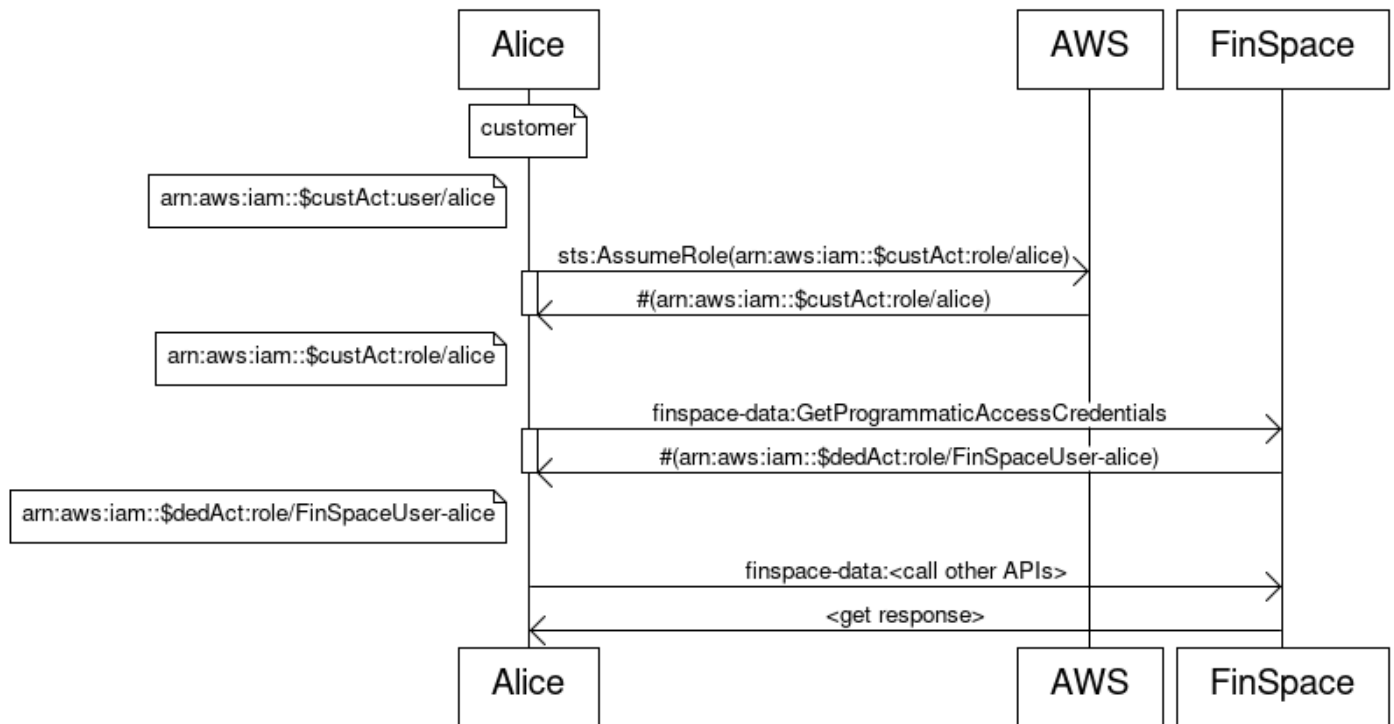 Alice
AWS
FinSpace
customer
arn:aws:iam::$custAct:user/alice
sts:AssumeRole(arn:aws:iam::$custAct:role/alice)
#(arn:aws:iam::$custAct:role/alice)
arn:aws:iam::$custAct:role/alice
finspace-data:GetProgrammaticAccessCredentials
#(arn:aws:iam::$dedAct:role/FinSpaceUser-alice)
arn:aws:iam::$dedAct:role/FinSpaceUser-alice
finspace-data:<call other APIs>
<get response>
Alice
AWS
FinSpace